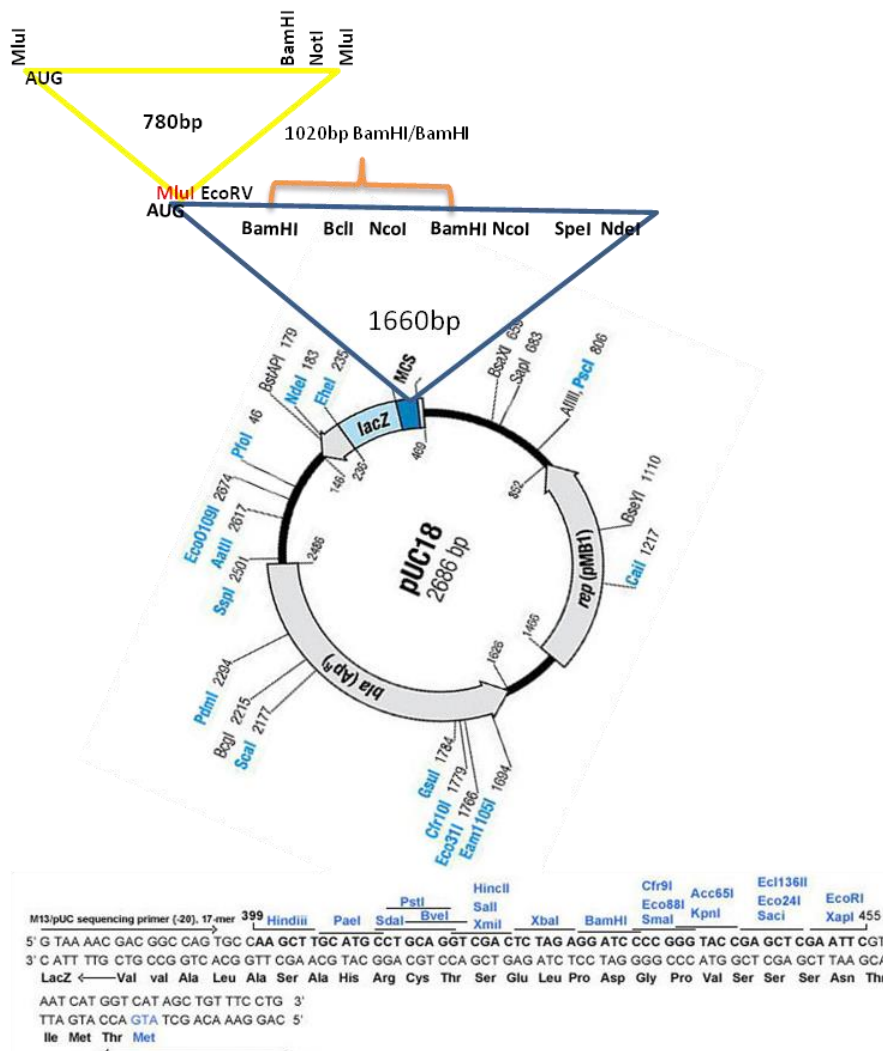 MluI BamHI NotI MluI
AUG
780bp
1020bp BamHI/BamHI
MluI EcoRV
AUG
BamHI BclI NcoI BamHI NcoI SpeI NdeI
1660bp
BstAPI 179
NdeI 183
EheI 235
MCS
BsaXI 659
SapI 683
AflIII, PscI 806
PfoI 46
lacZ
469
146
236
EcoO109I 2674
AatII 2617
SspI 2501
2486
852
BseYI 1110
CaiI 1217
pUC18
2686 bp
rep (pMB1)
1466
1626
bla (ApR)
PdmI 2294
BcgI 2215
ScaI 2177
GsuI 1784
Cfr10I 1779
Eco31I 1766
Eam1105I 1694
HincII Cfr9I Ecl136II
PstI SalI Eco88I Acc65I Eco24I EcoRI
M13/pUC sequencing primer (-20), 17-mer 399 Hindiii PaeI SdaI BveI XmiI XbaI BamHI SmaI KpnI Saci XapI 455
5' G TAA AAC GAC GGC CAG TGC CAA GCT TGC ATG CCT GCA GGT CGA CTC TAG AGG ATC CCC GGG TAC CGA GCT CGA ATT CGT
3' C ATT TTG CTG CCG GTC ACG GTT CGA ACG TAC GGA CGT CCA GCT GAG ATC TCC TAG GGG CCC ATG GCT CGA GCT TAA GCA
LacZ Val val Ala Leu Ala Ser Ala His Arg Cys Thr Ser Glu Leu Pro Asp Gly Pro Val Ser Ser Ser Asn Thr
AAT CAT GGT CAT AGC TGT TTC CTG 3'
TTA GTA CCA GTA TCG ACA AAG GAC 5'
Ile Met Thr Met